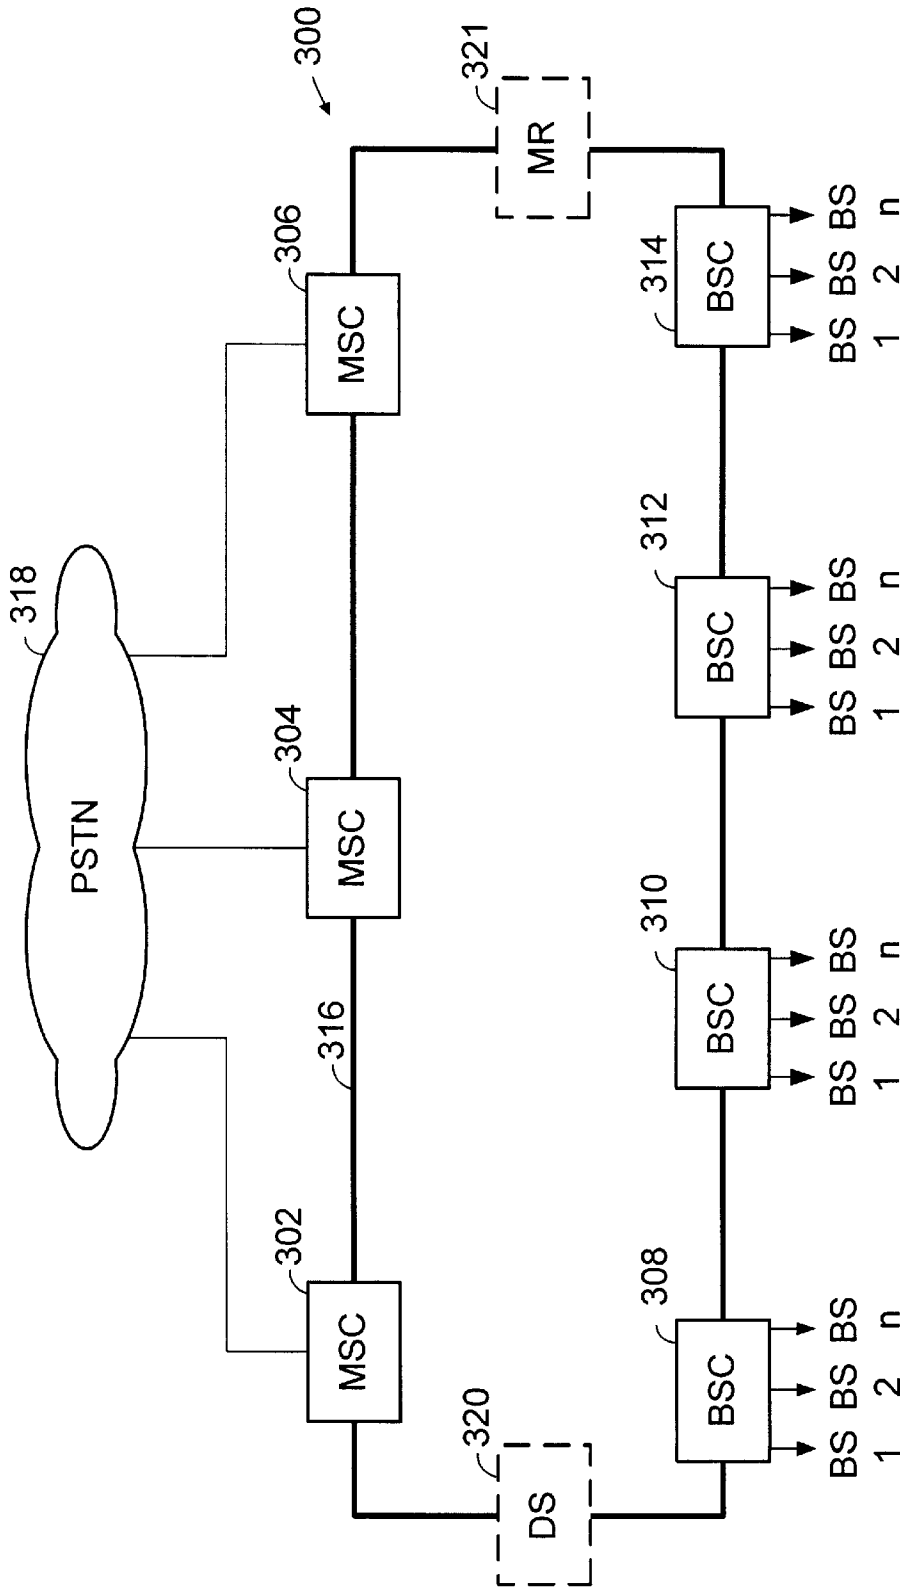 300
318
PSTN
302
304
306
MSC
MSC
MSC
316
320
321
DS
MR
308
310
312
314
BSC
BSC
BSC
BSC
BS BS BS
BS BS BS
BS BS BS
BS BS BS
1 2 n
1 2 n
1 2 n
1 2 n